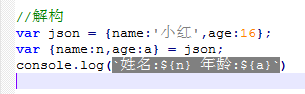 //解构
var json = {name:'小红',age:16};
var {name:n,age:a} = json;
console.log(`姓名:${n} 年龄:${a}`)